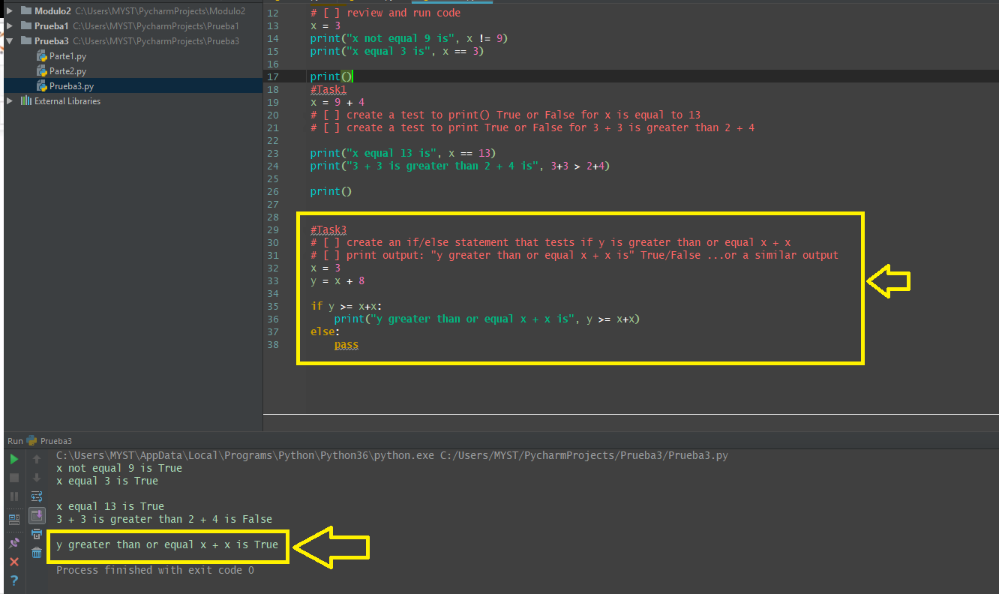 Modulo2 C:\Users\MYST\PycharmProjects\Modulo2
Prueba1 C:\Users\MYST\PycharmProjects\Prueba1
Prueba3 C:\Users\MYST\PycharmProjects\Prueba3
Parte1.py
Parte2.py
Prueba3.py
External Libraries
12 # [ ] review and run code
13 x = 3
14 print("x not equal 9 is", x != 9)
15 print("x equal 3 is", x == 3)
16
17 print()
18 #Task1
19 x = 9 + 4
20 # [ ] create a test to print() True or False for x is equal to 13
21 # [ ] create a test to print True or False for 3 + 3 is greater than 2 + 4
22
23 print("x equal 13 is", x == 13)
24 print("3 + 3 is greater than 2 + 4 is", 3+3 > 2+4)
25
26 print()
27
28
29 #Task3
30 # [ ] create an if/else statement that tests if y is greater than or equal x + x
31 # [ ] print output: "y greater than or equal x + x is" True/False ...or a similar output
32 x = 3
33 y = x + 8
34
35 if y >= x+x:
36 print("y greater than or equal x + x is", y >= x+x)
37 else:
38 pass
Run Prueba3
C:\Users\MYST\AppData\Local\Programs\Python\Python36\python.exe C:/Users/MYST/PycharmProjects/Prueba3/Prueba3.py
x not equal 9 is True
x equal 3 is True
x equal 13 is True
3 + 3 is greater than 2 + 4 is False
y greater than or equal x + x is True
Process finished with exit code 0